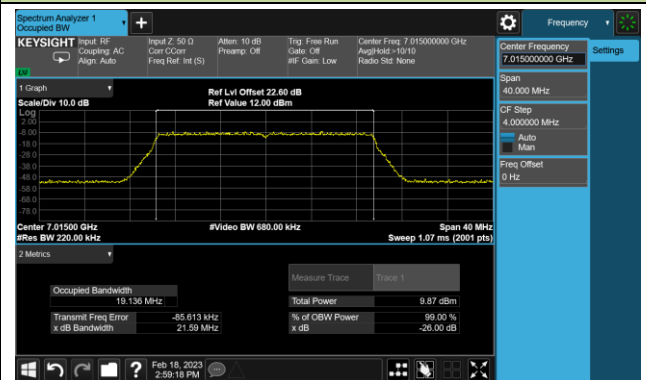 Spectrum Analyzer 1
Occupied BW
Frequency
KEYSIGHT
Input: RF
Coupling: AC
Align: Auto
Input Z: 50 Ω
Corr CCorr
Freq Ref: Int (S)
Atten: 10 dB
Preamp: Off
Trig: Free Run
Gate: Off
#IF Gain: Low
Center Freq: 7.015000000 GHz
Avg|Hold:>10/10
Radio Std: None
LXI
Center Frequency
7.015000000 GHz
Settings
Span
40.000 MHz
CF Step
4.000000 MHz
Auto
Man
Freq Offset
0 Hz
1 Graph
Scale/Div 10.0 dB
Ref Lvl Offset 22.60 dB
Ref Value 12.00 dBm
Log
2.00
-8.00
-18.0
-28.0
-38.0
-48.0
-58.0
-68.0
-78.0
Center 7.01500 GHz
#Video BW 680.00 kHz
Span 40 MHz
#Res BW 220.00 kHz
Sweep 1.07 ms (2001 pts)
2 Metrics
Measure Trace
Trace 1
Occupied Bandwidth
19.136 MHz
Total Power
9.87 dBm
Transmit Freq Error
-85.613 kHz
% of OBW Power
99.00 %
x dB Bandwidth
21.59 MHz
x dB
-26.00 dB
?
Feb 18, 2023
2:59:18 PM